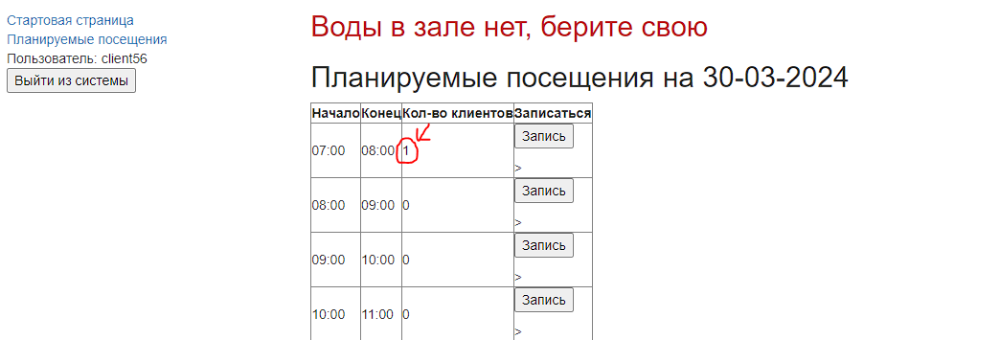 Стартовая страница
Планируемые посещения
Пользователь: client56
Выйти из системы
Воды в зале нет, берите свою
Планируемые посещения на 30-03-2024
Начало Конец Кол-во клиентов Записаться
07:00 08:00 1 Запись
>
08:00 09:00 0 Запись
>
09:00 10:00 0 Запись
>
10:00 11:00 0 Запись
>